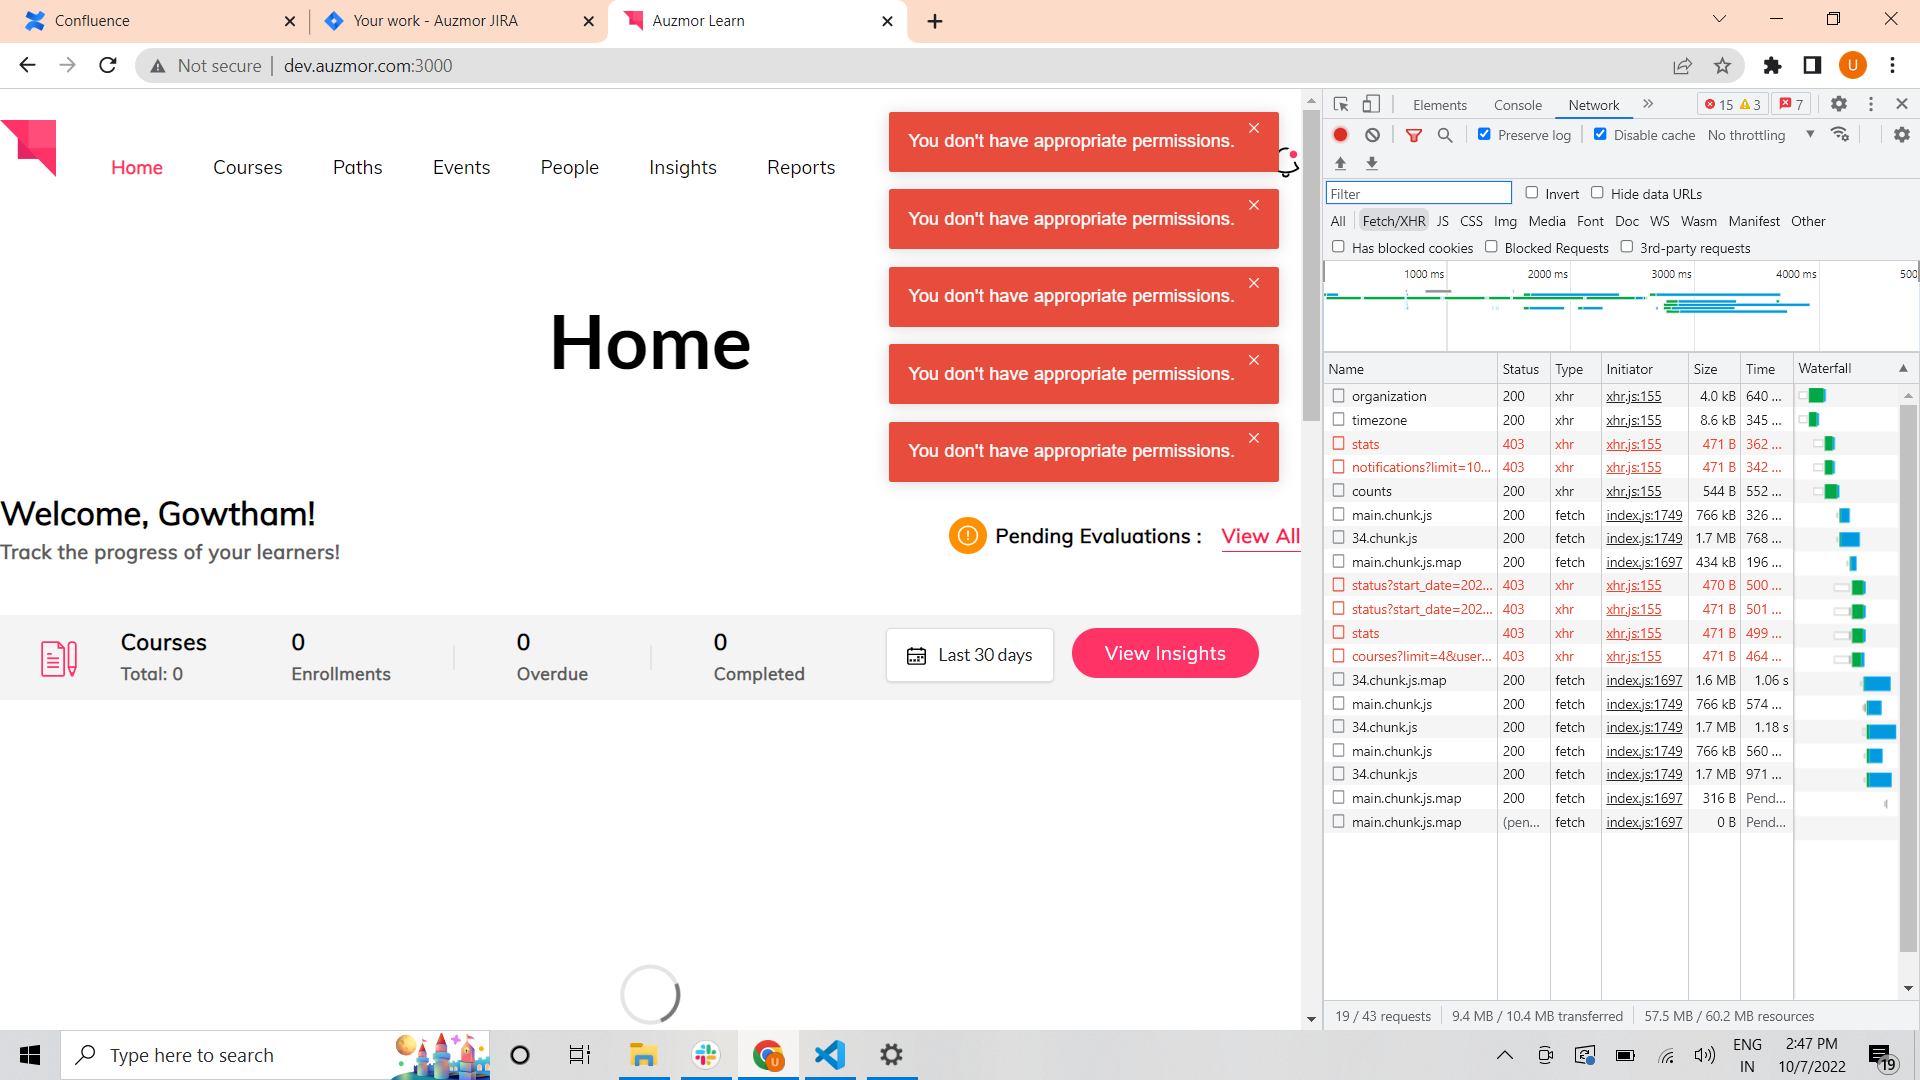 Confluence
Your work - Auzmor JIRA
Auzmor Learn
Not secure
dev.auzmor.com:3000
U
Home
Courses
Paths
Events
People
Insights
Reports
You don't have appropriate permissions.
You don't have appropriate permissions.
You don't have appropriate permissions.
You don't have appropriate permissions.
You don't have appropriate permissions.
Home
Welcome, Gowtham!
Track the progress of your learners!
Pending Evaluations :
View All
Courses
Total: 0
0
Enrollments
0
Overdue
0
Completed
Last 30 days
View Insights
Elements
Console
Network
15
3
7
Preserve log
Disable cache
No throttling
Filter
Invert
Hide data URLs
All
Fetch/XHR
JS
CSS
Img
Media
Font
Doc
WS
Wasm
Manifest
Other
Has blocked cookies
Blocked Requests
3rd-party requests
1000 ms
2000 ms
3000 ms
4000 ms
500
Name Status Type Initiator Size Time Waterfall
organization 200 xhr xhr.js:155 4.0 kB 640 ...
timezone 200 xhr xhr.js:155 8.6 kB 345 ...
stats 403 xhr xhr.js:155 471 B 362 ...
notifications?limit=10... 403 xhr xhr.js:155 471 B 342 ...
counts 200 xhr xhr.js:155 544 B 552 ...
main.chunk.js 200 fetch index.js:1749 766 kB 326 ...
34.chunk.js 200 fetch index.js:1749 1.7 MB 768 ...
main.chunk.js.map 200 fetch index.js:1697 434 kB 196 ...
status?start_date=202... 403 xhr xhr.js:155 470 B 500 ...
status?start_date=202... 403 xhr xhr.js:155 471 B 501 ...
stats 403 xhr xhr.js:155 471 B 499 ...
courses?limit=4&user... 403 xhr xhr.js:155 471 B 464 ...
34.chunk.js.map 200 fetch index.js:1697 1.6 MB 1.06 s
main.chunk.js 200 fetch index.js:1749 766 kB 574 ...
34.chunk.js 200 fetch index.js:1749 1.7 MB 1.18 s
main.chunk.js 200 fetch index.js:1749 766 kB 560 ...
34.chunk.js 200 fetch index.js:1749 1.7 MB 971 ...
main.chunk.js.map 200 fetch index.js:1697 316 B Pend...
main.chunk.js.map (pen... fetch index.js:1697 0 B Pend...
19 / 43 requests
9.4 MB / 10.4 MB transferred
57.5 MB / 60.2 MB resources
Type here to search
U
ENG
IN
2:47 PM
10/7/2022
19